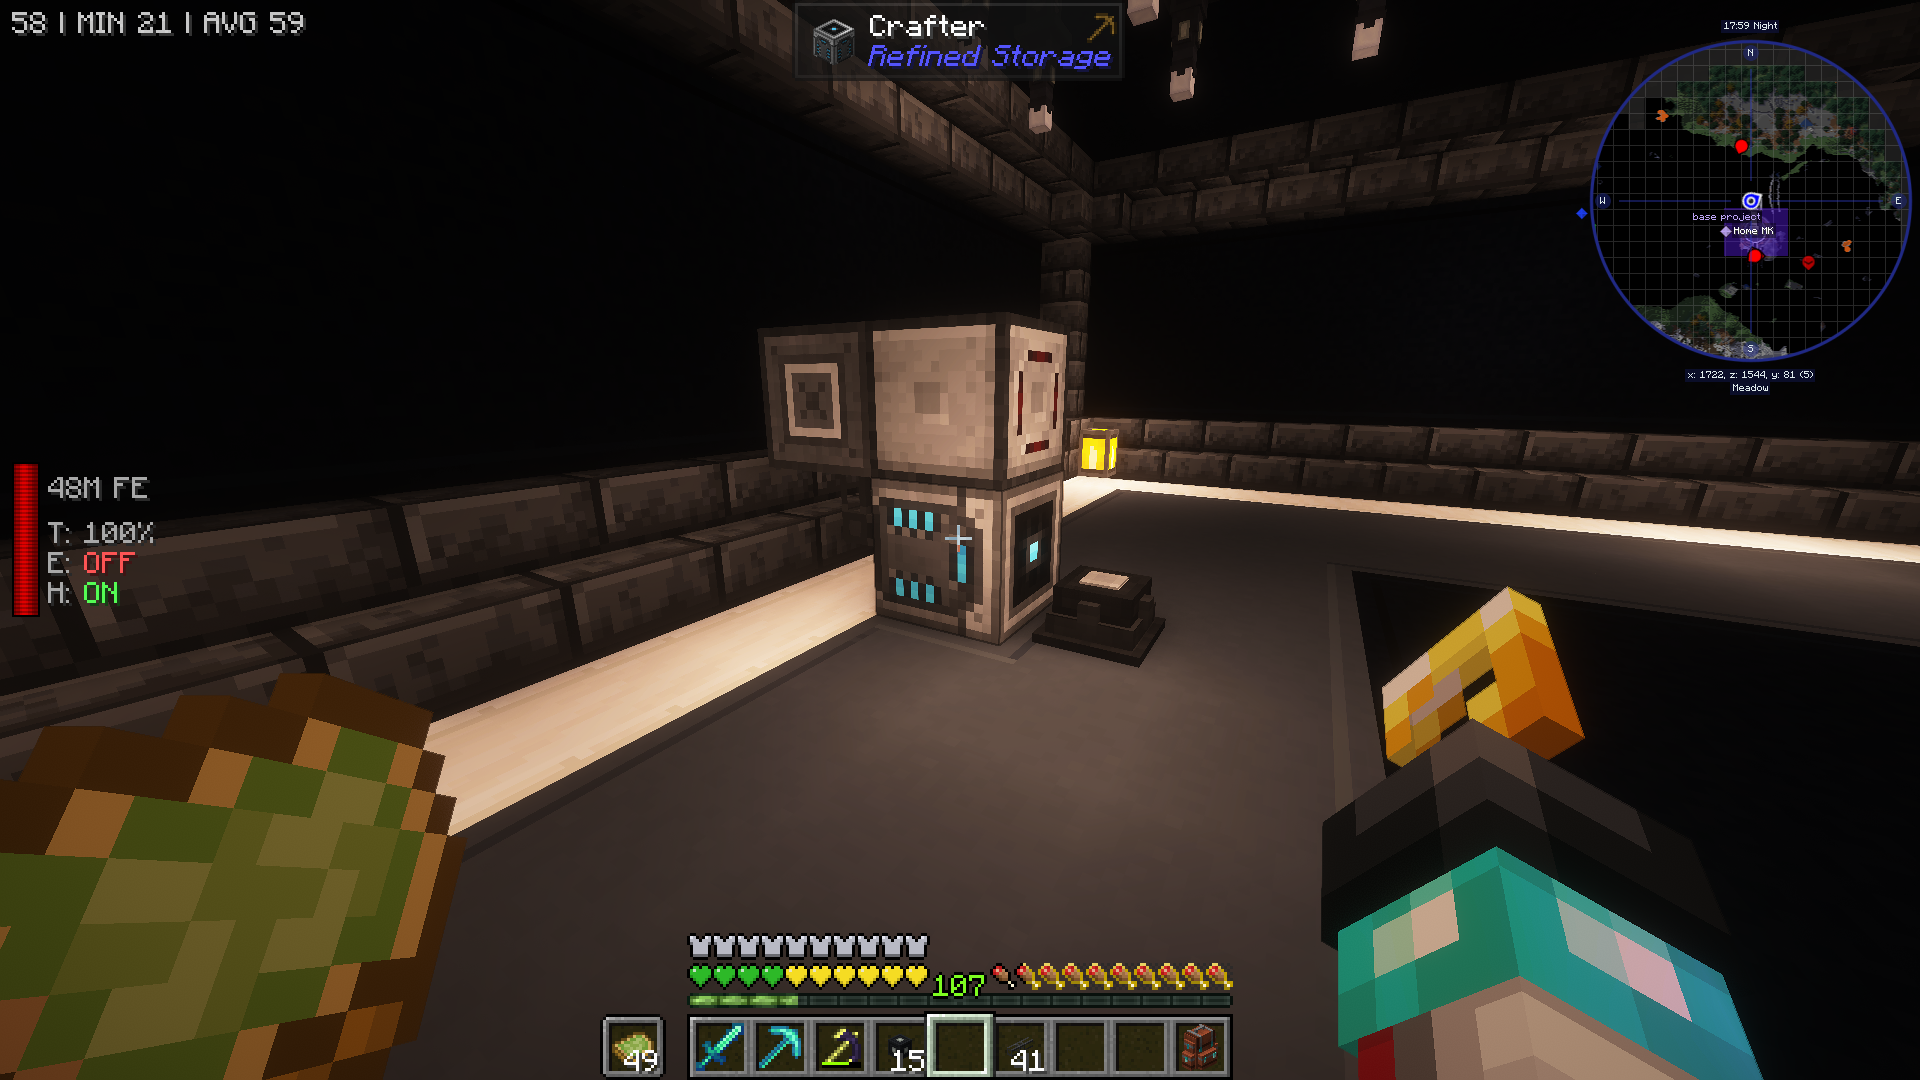 58 | MIN 21 | AVG 59
Crafter
Refined Storage
17:59 Night
N
W
E
base project
Home MK
S
x: 1722, z: 1544, y: 81 (5)
Meadow
48M FE
T: 100%
E: OFF
H: ON
107
49
15
41